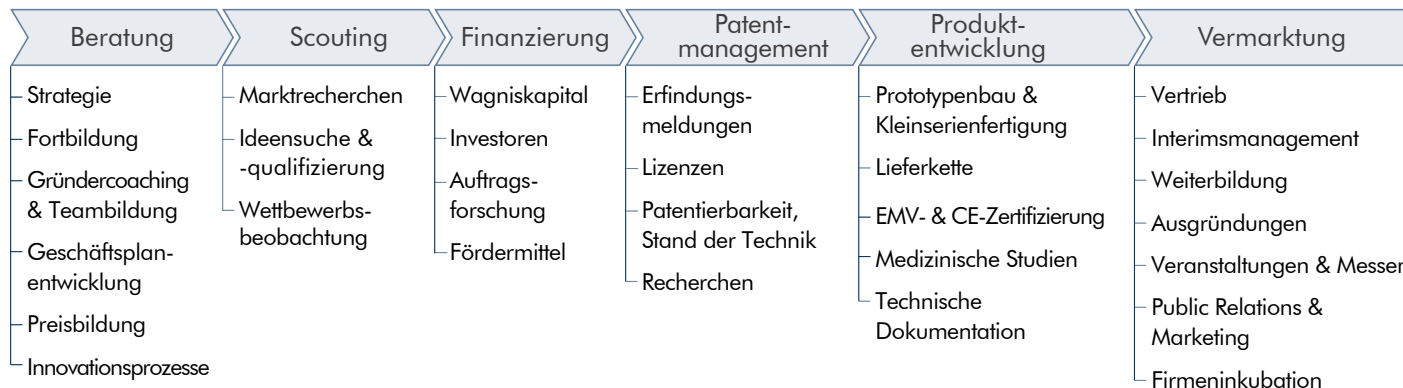 Beratung
Strategie
Fortbildung
Gründercoaching
& Teambildung
Geschäftsplan-
entwicklung
Preisbildung
Innovationsprozesse
Scouting
Marktrecherchen
Ideensuche &
-qualifizierung
Wettbewerbs-
beobachtung
Finanzierung
Wagniskapital
Investoren
Auftrags-
forschung
Fördermittel
Patent-
management
Erfindungs-
meldungen
Lizenzen
Patentierbarkeit,
Stand der Technik
Recherchen
Produkt-
entwicklung
Prototypenbau &
Kleinserienfertigung
Lieferkette
EMV- & CE-Zertifizierung
Medizinische Studien
Technische
Dokumentation
Vermarktung
Vertrieb
Interimsmanagement
Weiterbildung
Ausgründungen
Veranstaltungen & Messen
Public Relations &
Marketing
Firmeninkubation